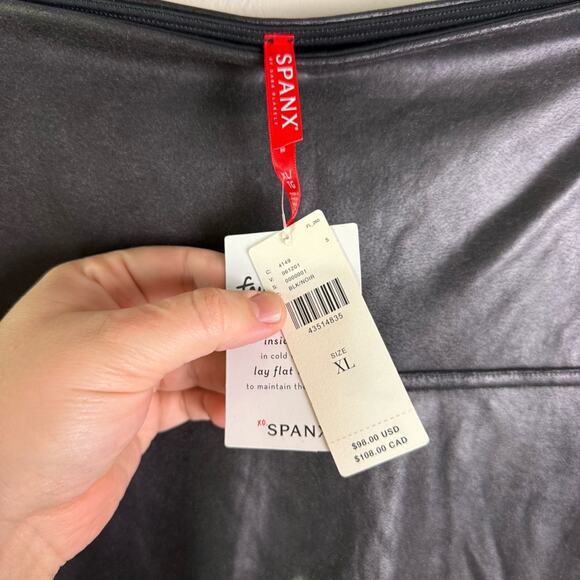 SPANX®
BY SARA BLAKELY
FL_350
S
C: 4149
V: 061201
S: 0000001
BLK/NOIR
43514835
SIZE
XL
$98.00 USD
$108.00 CAD
inside
in cold
lay flat
to maintain the
xo SPANX